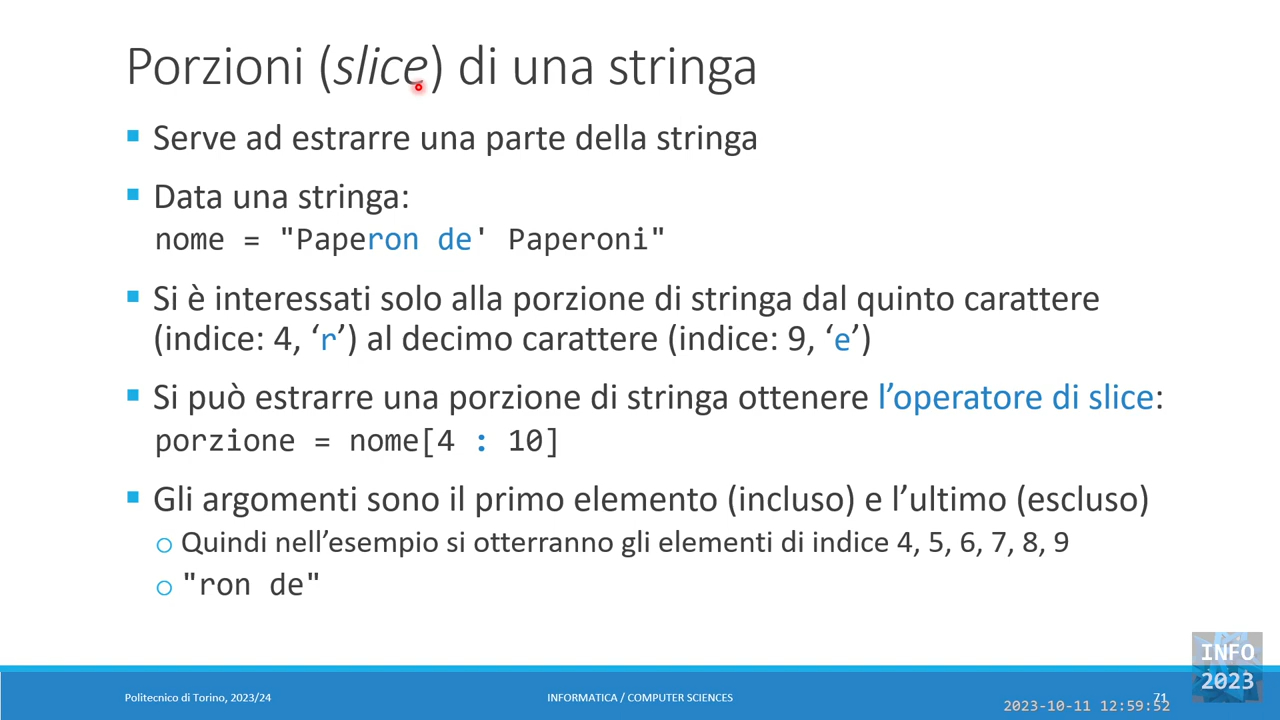 Porzioni (slice) di una stringa
Serve ad estrarre una parte della stringa
Data una stringa:
nome = "Paperon de' Paperoni"
Si è interessati solo alla porzione di stringa dal quinto carattere
(indice: 4, ‘r’) al decimo carattere (indice: 9, ‘e’)
Si può estrarre una porzione di stringa ottenere l’operatore di slice:
porzione = nome[4 : 10]
Gli argomenti sono il primo elemento (incluso) e l’ultimo (escluso)
Quindi nell’esempio si otterranno gli elementi di indice 4, 5, 6, 7, 8, 9
"ron de"
INFO
2023
Politecnico di Torino, 2023/24
INFORMATICA / COMPUTER SCIENCES
71
2023-10-11 12:59:52